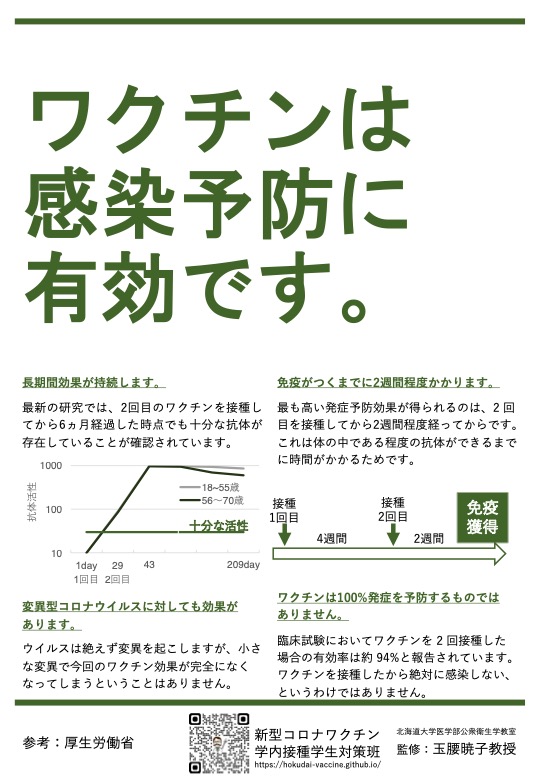 ワクチンは
感染予防に
有効です。
長期間効果が持続します。
最新の研究では、2回目のワクチンを接種し
てから6ヵ月経過した時点でも十分な抗体が
存在していることが確認されています。
1000
100
10
抗体活性
18~55歳
56~70歳
十分な活性
1day
29
43
209day
1回目
2回目
変異型コロナウイルスに対しても効果が
あります。
ウイルスは絶えず変異を起こしますが、小さ
な変異で今回のワクチン効果が完全になく
なってしまうということはありません。
免疫がつくまでに2週間程度かかります。
最も高い発症予防効果が得られるのは、2 回
目を接種してから2週間程度経ってからです。
これは体の中である程度の抗体ができるまで
に時間がかかるためです。
接種
1回目
接種
2回目
免疫
獲得
4週間
2週間
ワクチンは100%発症を予防するものでは
ありません。
臨床試験においてワクチンを 2 回接種した
場合の有効率は約 94%と報告されています。
ワクチンを接種したから絶対に感染しない、
というわけではありません。
参考：厚生労働省
新型コロナワクチン
学内接種学生対策班
https://hokudai-vaccine.github.io/
北海道大学医学部公衆衛生学教室
監修：玉腰暁子教授